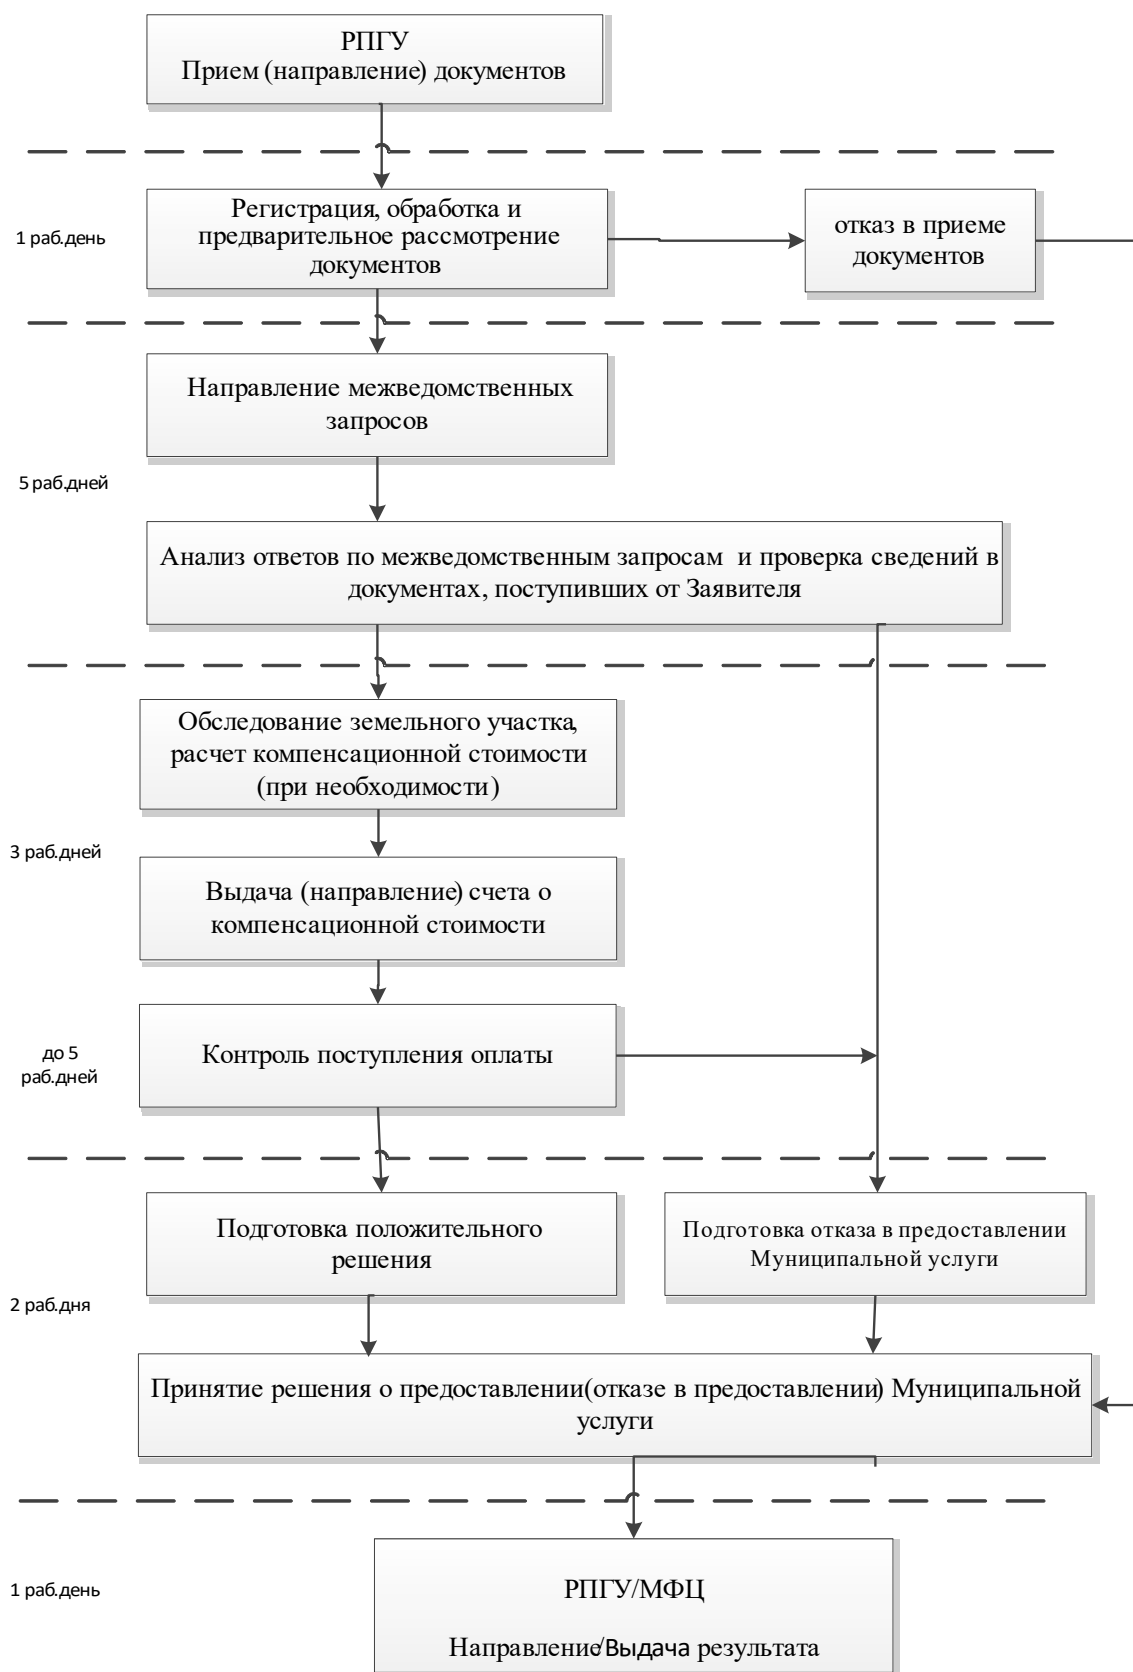 РПГУ
Прием (направление) документов
1 раб.день
Регистрация, обработка и
предварительное рассмотрение
документов
отказ в приеме
документов
Направление межведомственных
запросов
5 раб.дней
Анализ ответов по межведомственным запросам и проверка сведений в
документах, поступивших от Заявителя
Обследование земельного участка,
расчет компенсационной стоимости
(при необходимости)
3 раб.дней
Выдача (направление) счета о
компенсационной стоимости
до 5
раб.дней
Контроль поступления оплаты
Подготовка положительного
решения
Подготовка отказа в предоставлении
Муниципальной услуги
2 раб.дня
Принятие решения о предоставлении(отказе в предоставлении) Муниципальной
услуги
1 раб.день
РПГУ/МФЦ
Направление/Выдача результата